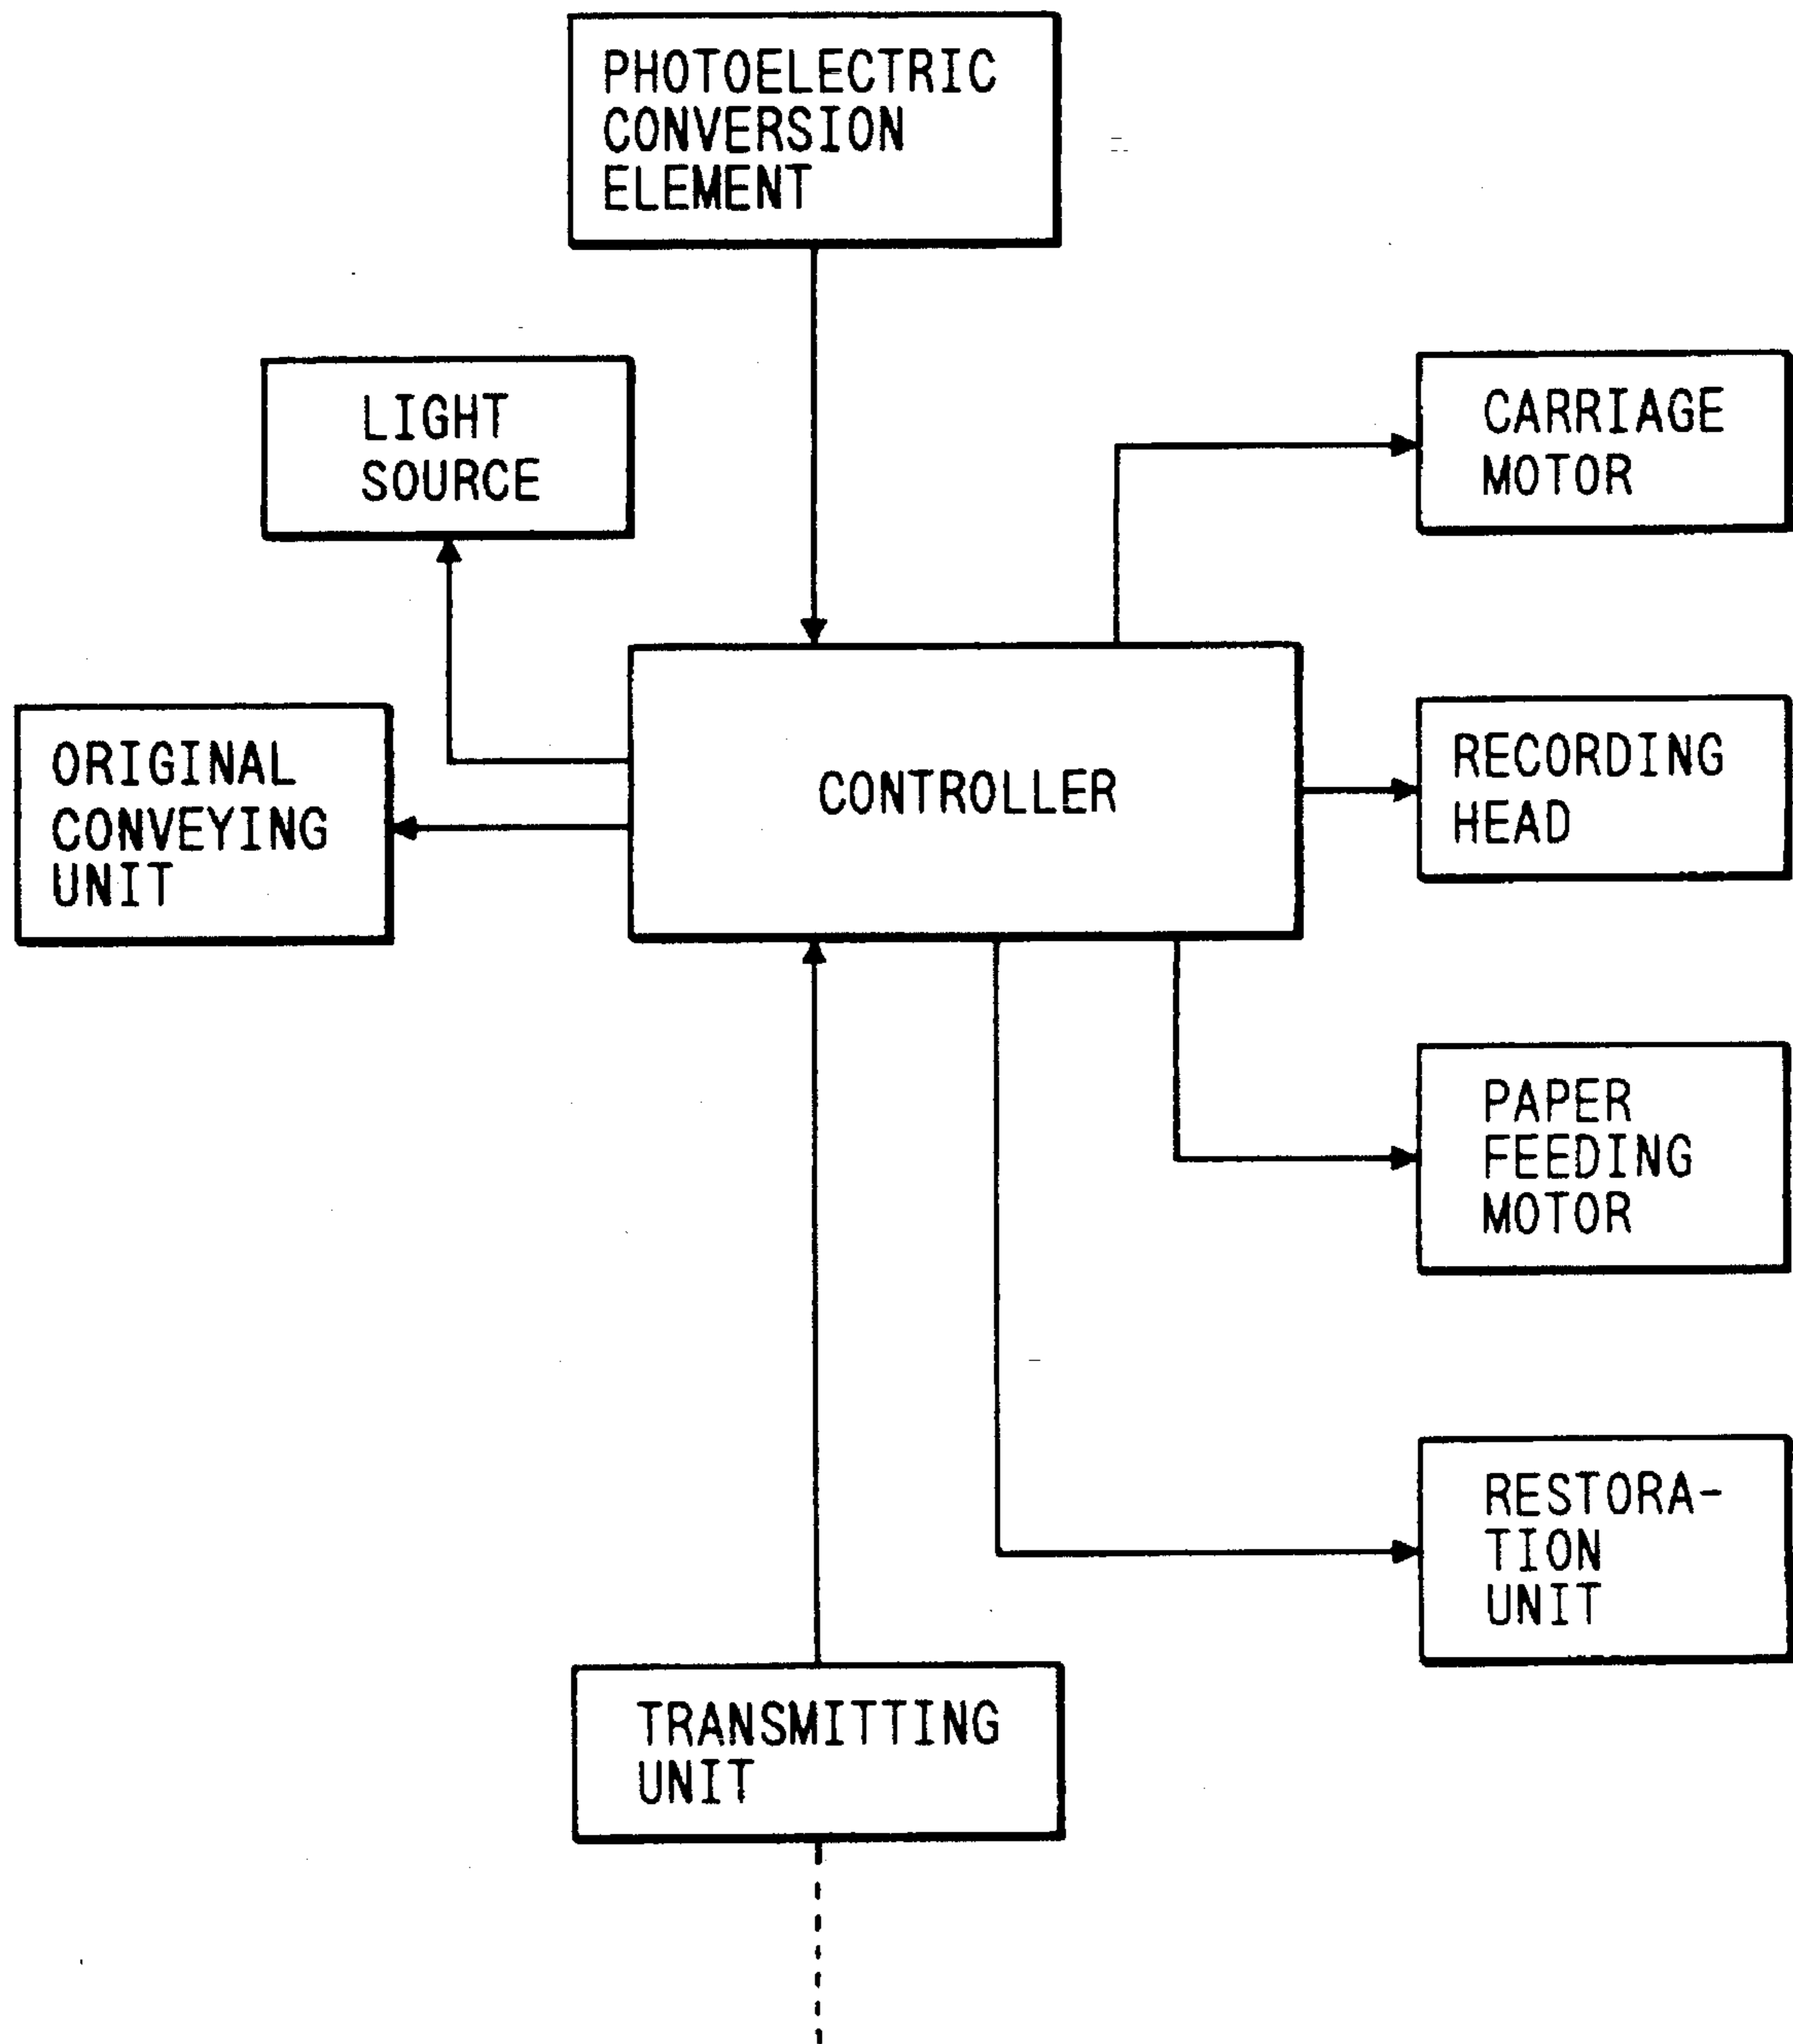 PHOTOELECTRIC
CONVERSION
ELEMENT
LIGHT
SOURCE
CARRIAGE
MOTOR
ORIGINAL
CONVEYING
UNIT
CONTROLLER
RECORDING
HEAD
PAPER
FEEDING
MOTOR
RESTORA-
TION
UNIT
TRANSMITTING
UNIT